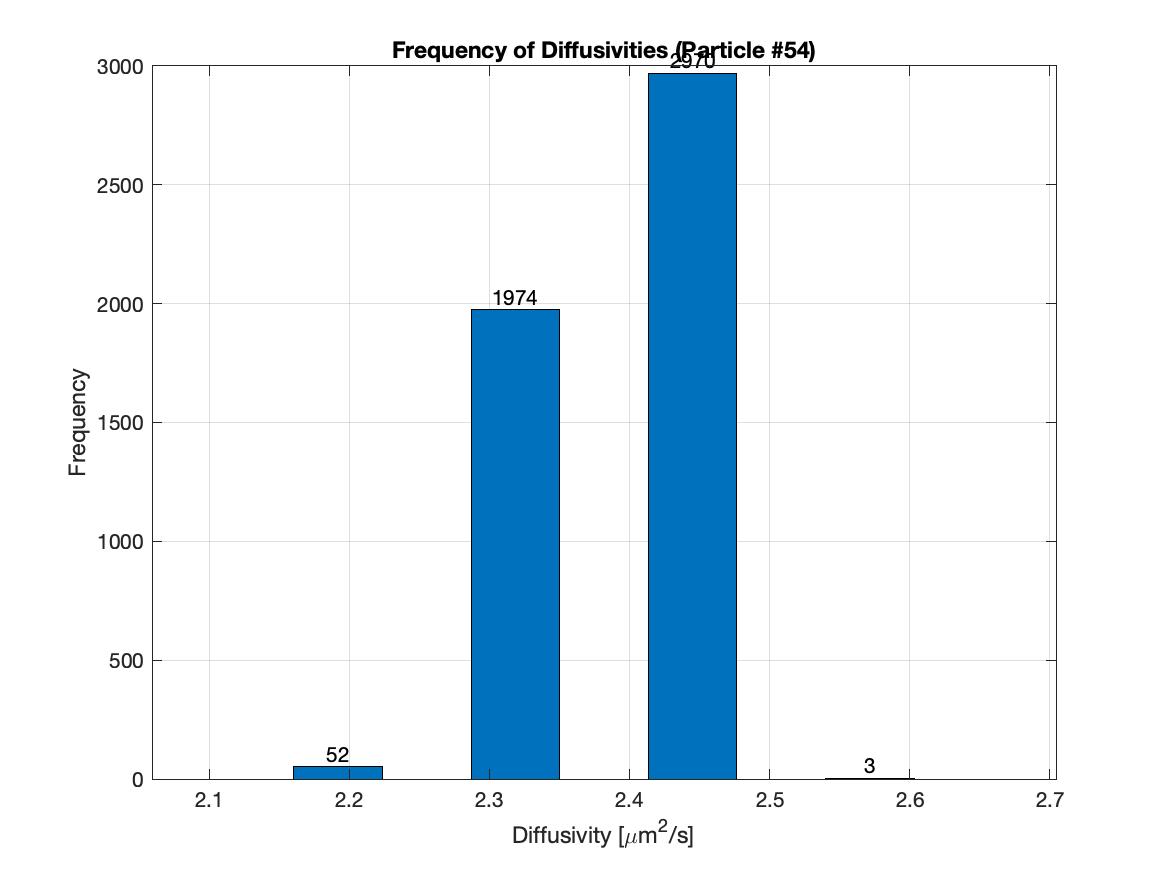 Frequency of Diffusivities (Particle #54)
3000
2970
2500
2000
1974
1500
1000
500
52
3
0
Frequency
2.1 2.2 2.3 2.4 2.5 2.6 2.7
Diffusivity [μm²/s]